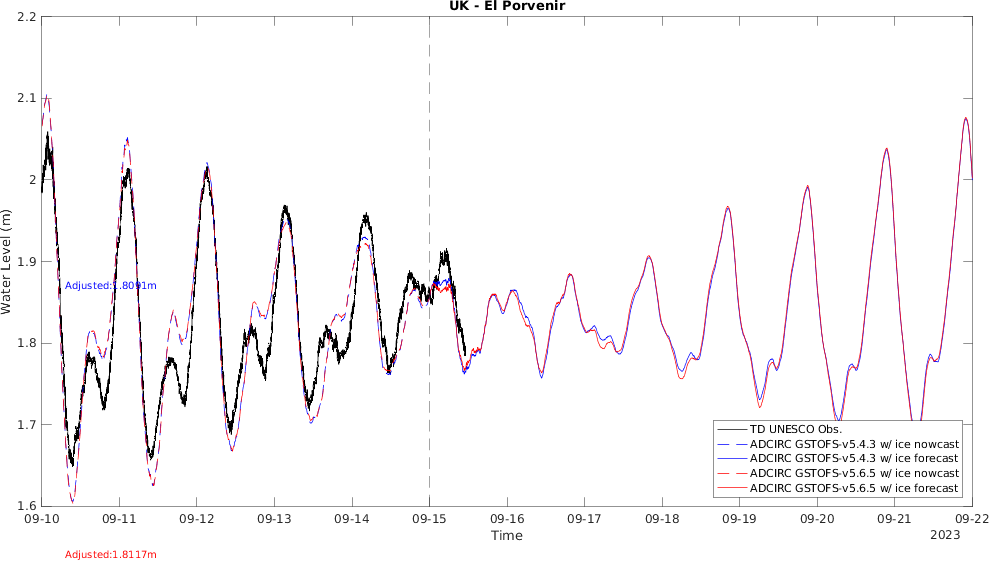 UK - El Porvenir
2.2
2.1
2
1.9
1.8
1.7
1.6
Water Level (m)
Adjusted:1.8091m
TD UNESCO Obs.
ADCIRC GSTOFS-v5.4.3 w/ ice nowcast
ADCIRC GSTOFS-v5.4.3 w/ ice forecast
ADCIRC GSTOFS-v5.6.5 w/ ice nowcast
ADCIRC GSTOFS-v5.6.5 w/ ice forecast
09-10 09-11 09-12 09-13 09-14 09-15 09-16 09-17 09-18 09-19 09-20 09-21 09-22
Time
2023
Adjusted:1.8117m